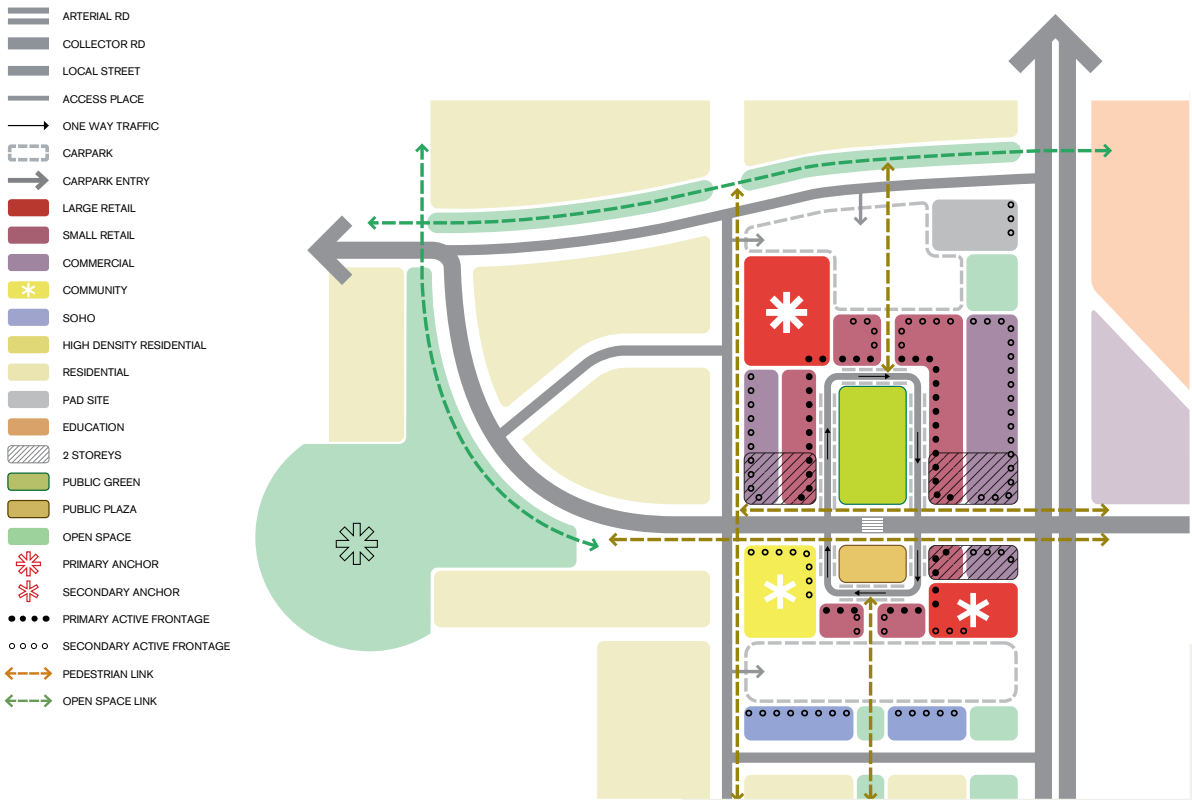 ARTERIAL RD
COLLECTOR RD
LOCAL STREET
ACCESS PLACE
ONE WAY TRAFFIC
CARPARK
CARPARK ENTRY
LARGE RETAIL
SMALL RETAIL
COMMERCIAL
COMMUNITY
SOHO
HIGH DENSITY RESIDENTIAL
RESIDENTIAL
PAD SITE
EDUCATION
2 STOREYS
PUBLIC GREEN
PUBLIC PLAZA
OPEN SPACE
PRIMARY ANCHOR
SECONDARY ANCHOR
PRIMARY ACTIVE FRONTAGE
SECONDARY ACTIVE FRONTAGE
PEDESTRIAN LINK
OPEN SPACE LINK